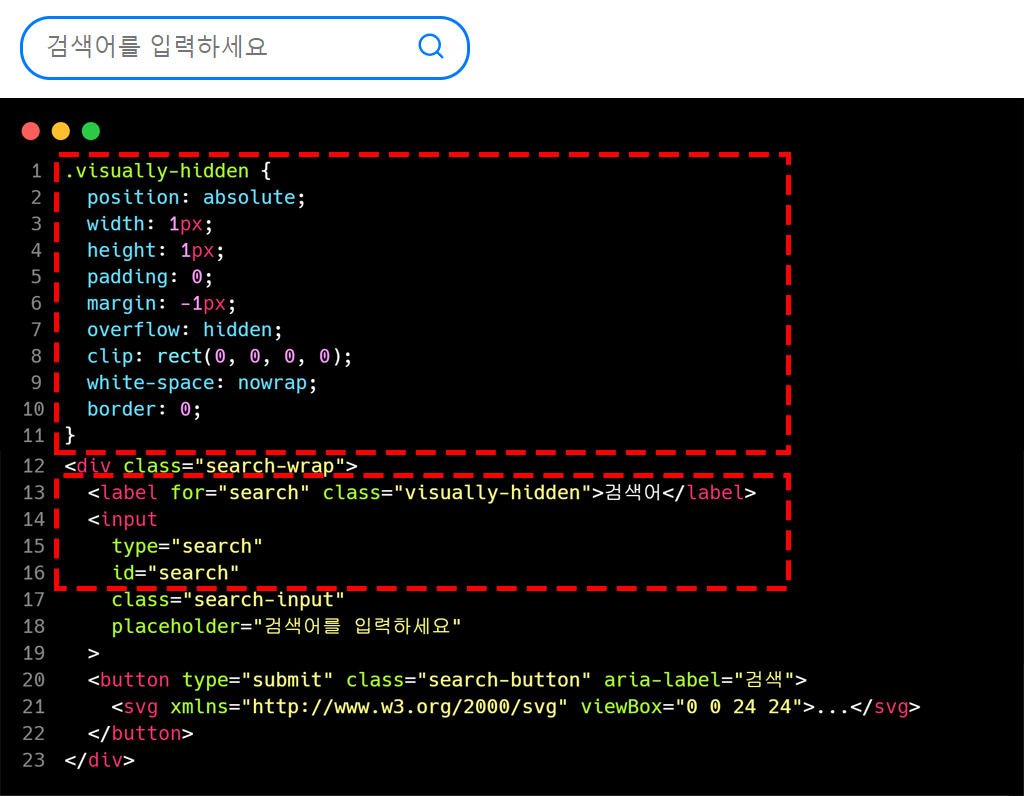 검색어를 입력하세요
1 .visually-hidden {
2 position: absolute;
3 width: 1px;
4 height: 1px;
5 padding: 0;
6 margin: -1px;
7 overflow: hidden;
8 clip: rect(0, 0, 0, 0);
9 white-space: nowrap;
10 border: 0;
11 }
12 <div class="search-wrap">
13 <label for="search" class="visually-hidden">검색어</label>
14 <input
15 type="search"
16 id="search"
17 class="search-input"
18 placeholder="검색어를 입력하세요"
19 >
20 <button type="submit" class="search-button" aria-label="검색">
21 <svg xmlns="http://www.w3.org/2000/svg" viewBox="0 0 24 24">...</svg>
22 </button>
23 </div>